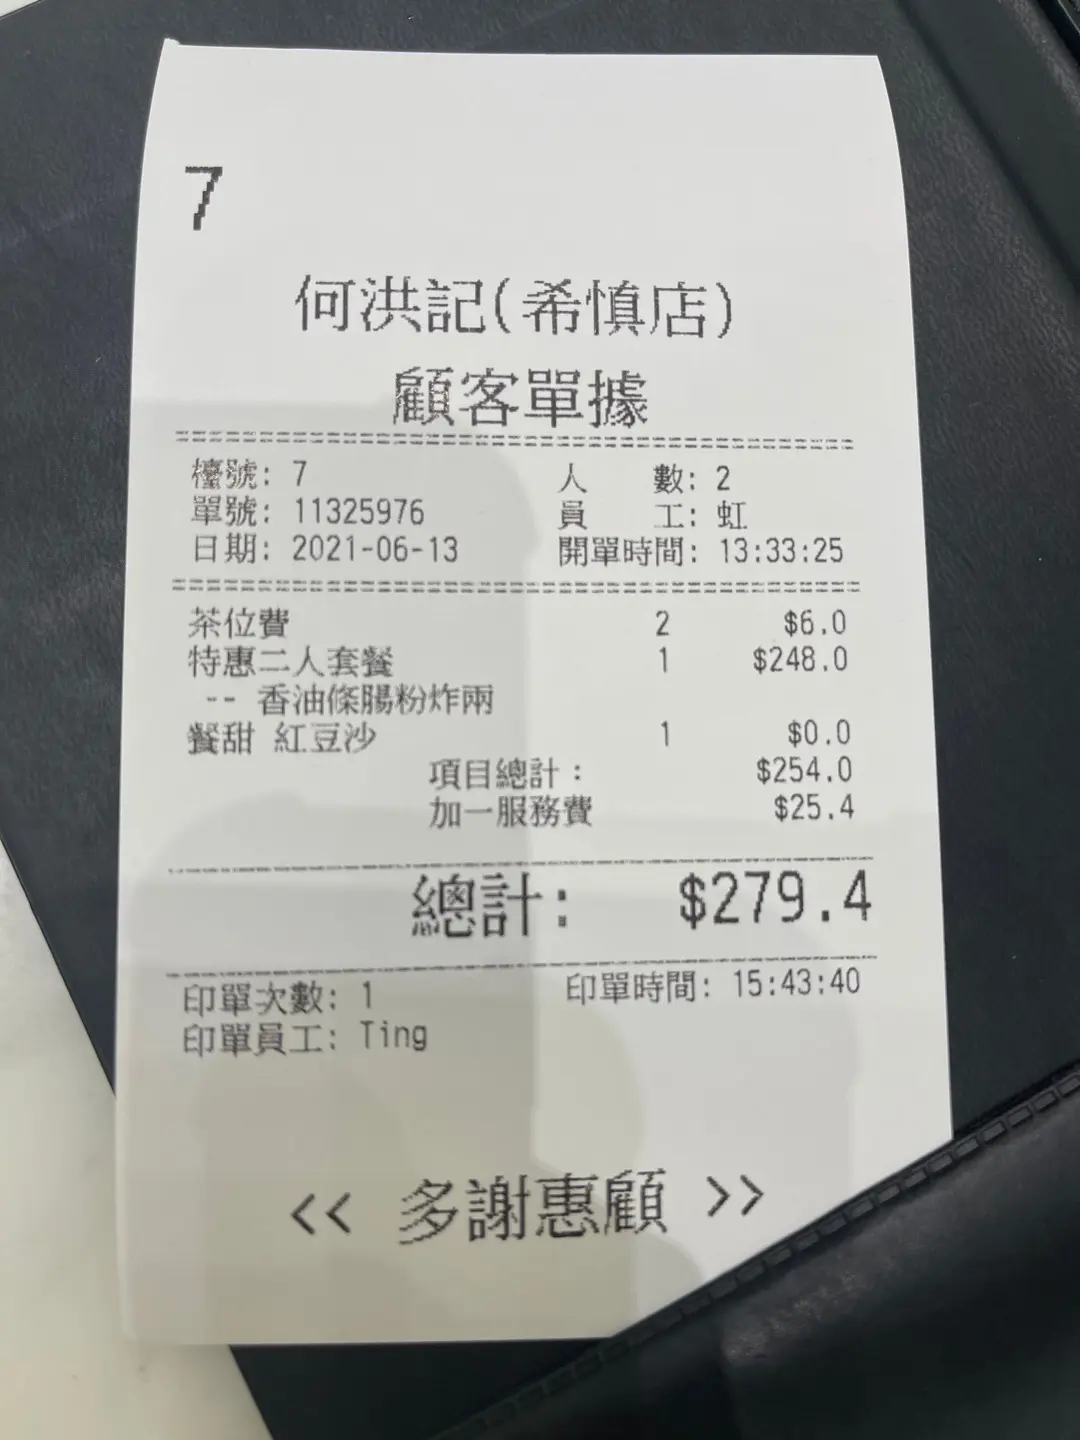 7
何洪記(希慎店)
顧客單據
檯號: 7 人 數: 2
單號: 11325976 員 工: 虹
日期: 2021-06-13 開單時間: 13:33:25
茶位費 2 $6.0
特惠二人套餐 1 $248.0
-- 香油條腸粉炸兩
餐甜 紅豆沙 1 $0.0
項目總計: $254.0
加一服務費 $25.4
總計: $279.4
印單次數: 1 印單時間: 15:43:40
印單員工: Ting
<< 多謝惠顧 >>